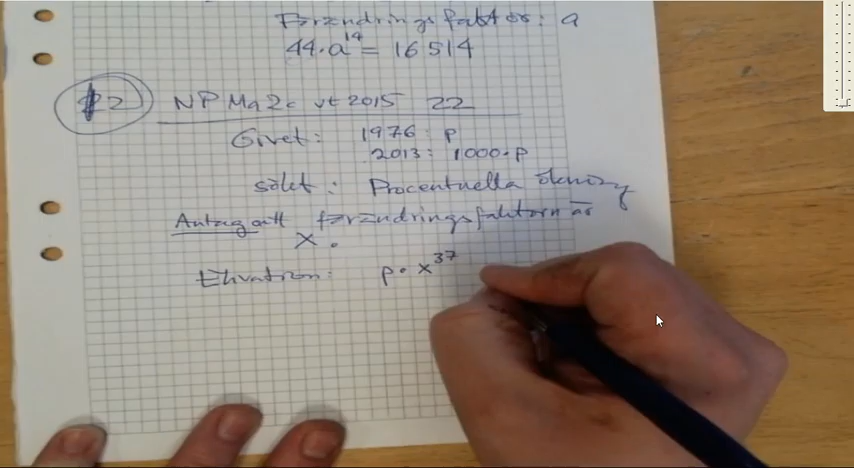 Förändringsfaktor: a
44·a¹⁴ = 16 514
22 NP Ma2c vt 2015 22
Givet: 1976: p
2013: 1000·p
sökt: Procentuella ökning
Antag att förändringsfaktorn är
x.
Ekvation: p·x³⁷